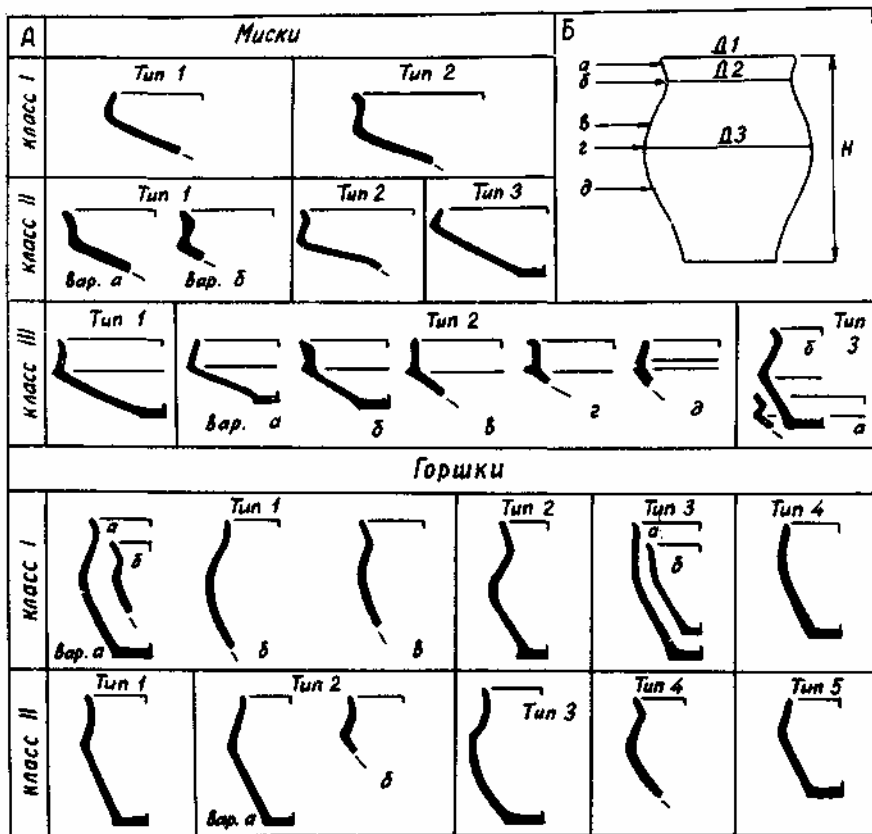 А
Миски
Б
класс I
Тип 1
Тип 2
Д1
Д2
Д3
а
б
в
г
д
Н
класс II
Тип 1
вар. а
вар. б
Тип 2
Тип 3
класс III
Тип 1
Тип 2
вар. а
б
в
г
д
Тип 3
б
а
Горшки
класс I
Тип 1
а
б
вар. а
б
в
Тип 2
Тип 3
а
б
Тип 4
класс II
Тип 1
Тип 2
вар. а
б
Тип 3
Тип 4
Тип 5